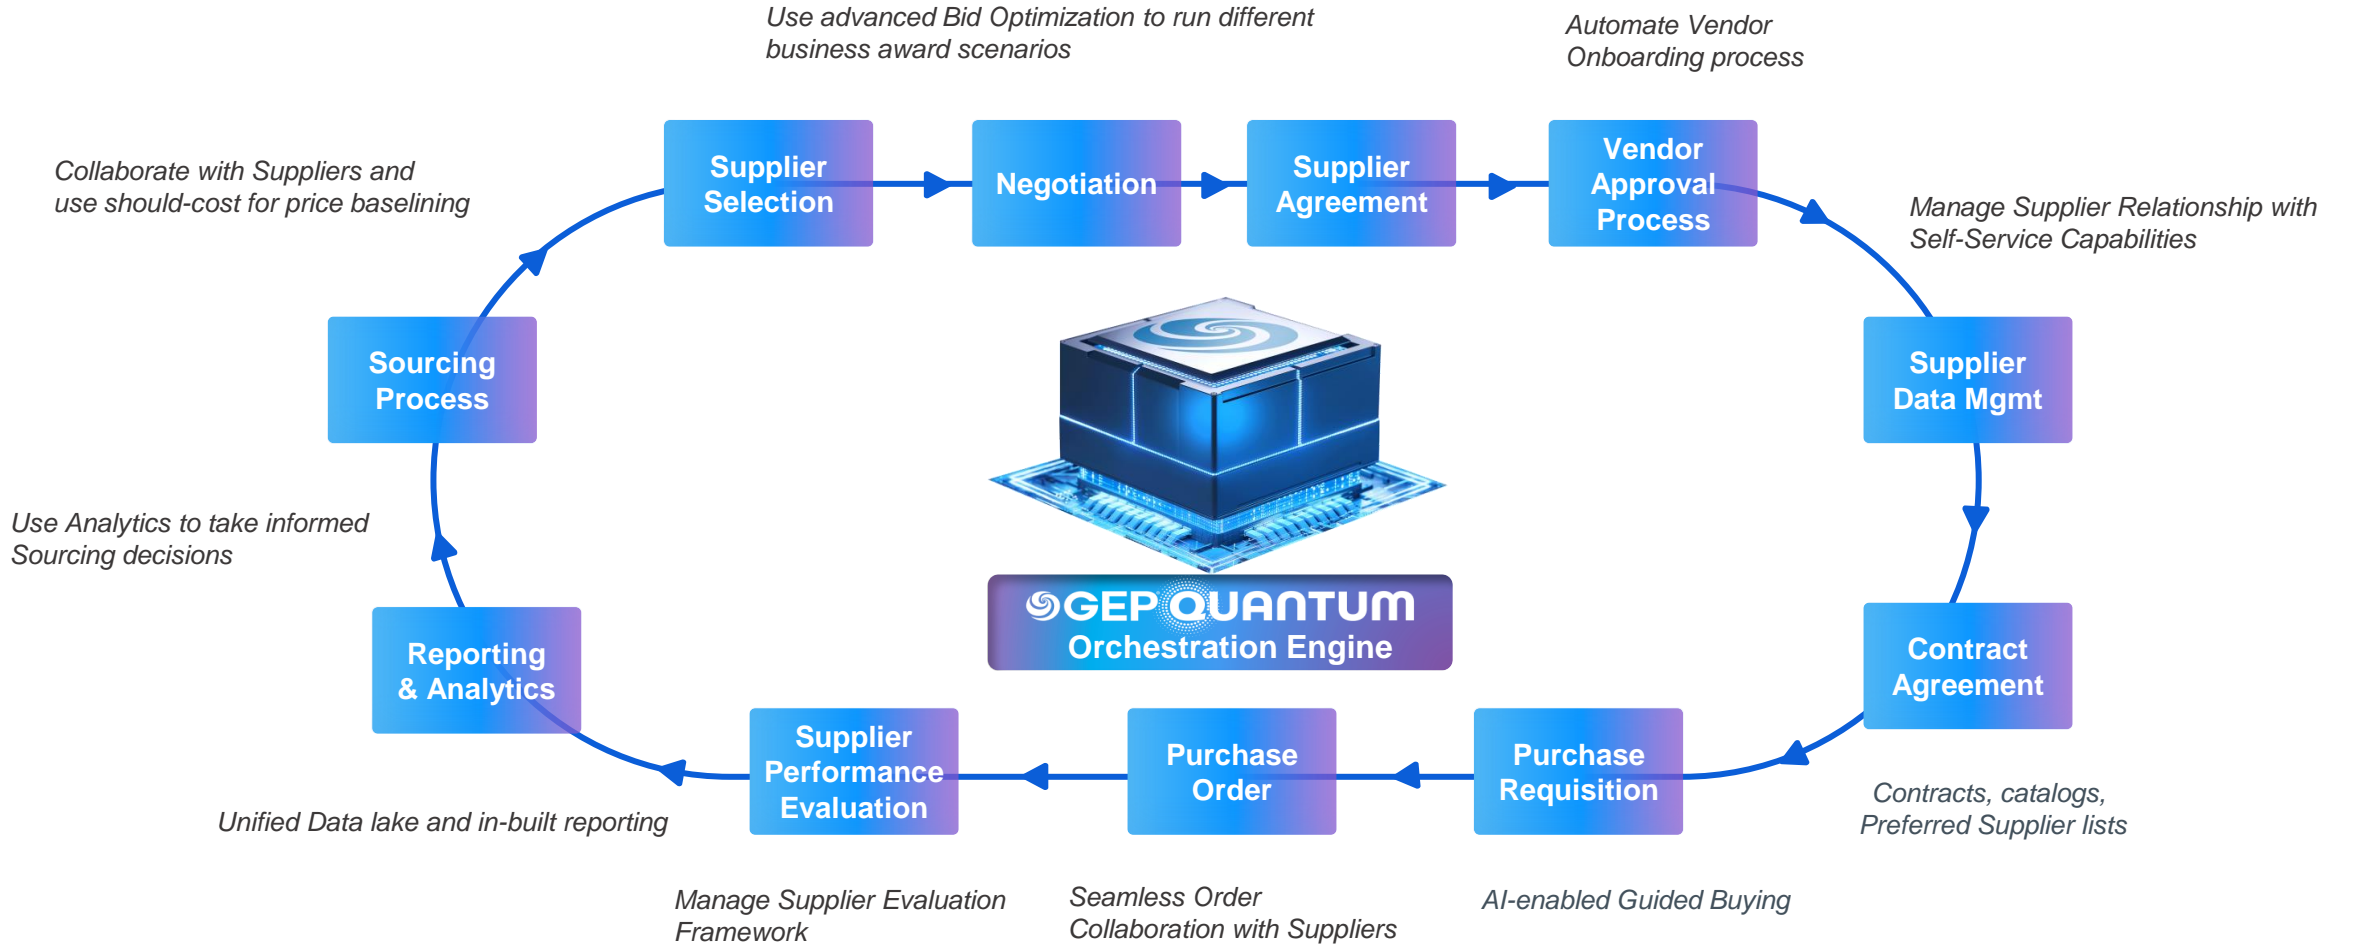 Use advanced Bid Optimization to run different
business award scenarios
Automate Vendor
Onboarding process
Collaborate with Suppliers and
use should-cost for price baselining
Supplier
Selection
Negotiation
Supplier
Agreement
Vendor
Approval
Process
Manage Supplier Relationship with
Self-Service Capabilities
Sourcing
Process
Supplier
Data Mgmt
Use Analytics to take informed
Sourcing decisions
GEP QUANTUM
Orchestration Engine
Reporting
& Analytics
Contract
Agreement
Supplier
Performance
Evaluation
Purchase
Order
Purchase
Requisition
Unified Data lake and in-built reporting
Contracts, catalogs,
Preferred Supplier lists
Manage Supplier Evaluation
Framework
Seamless Order
Collaboration with Suppliers
AI-enabled Guided Buying